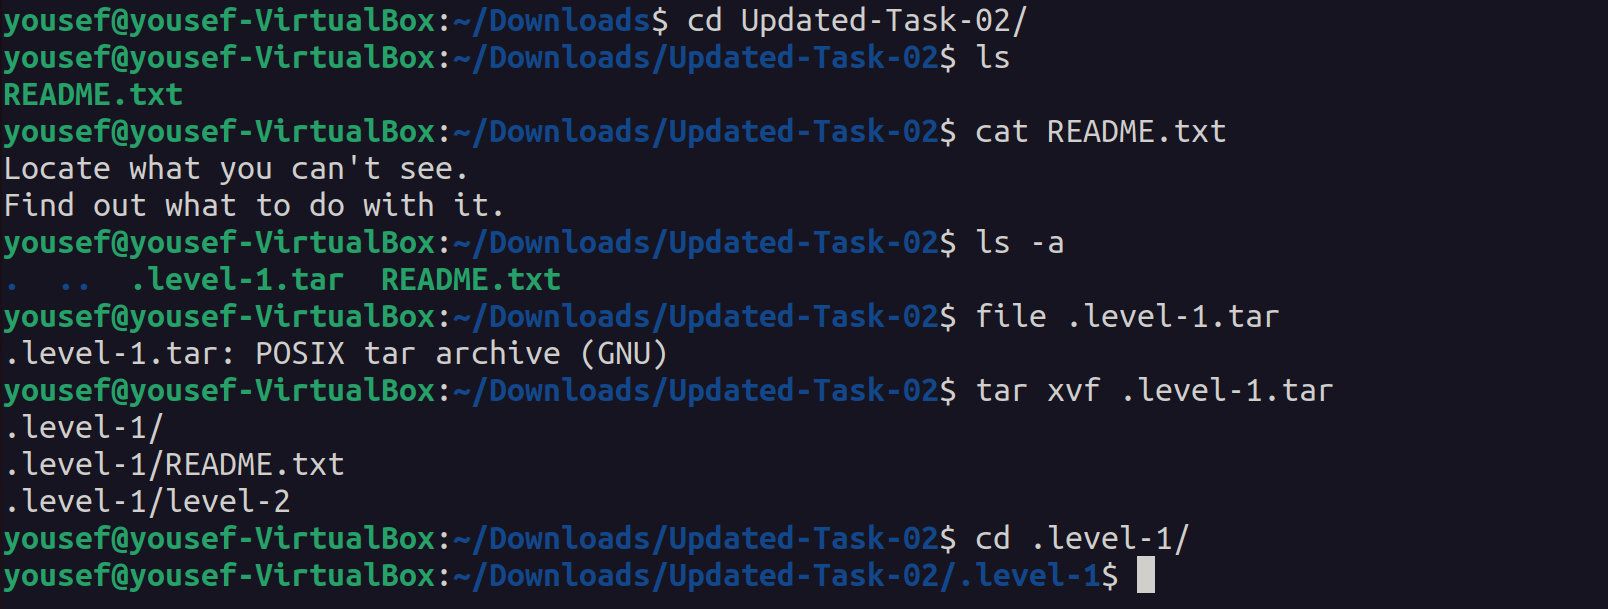 yousef@yousef-VirtualBox:~/Downloads$ cd Updated-Task-02/
yousef@yousef-VirtualBox:~/Downloads/Updated-Task-02$ ls
README.txt
yousef@yousef-VirtualBox:~/Downloads/Updated-Task-02$ cat README.txt
Locate what you can't see.
Find out what to do with it.
yousef@yousef-VirtualBox:~/Downloads/Updated-Task-02$ ls -a
.  ..  .level-1.tar  README.txt
yousef@yousef-VirtualBox:~/Downloads/Updated-Task-02$ file .level-1.tar
.level-1.tar: POSIX tar archive (GNU)
yousef@yousef-VirtualBox:~/Downloads/Updated-Task-02$ tar xvf .level-1.tar
.level-1/
.level-1/README.txt
.level-1/level-2
yousef@yousef-VirtualBox:~/Downloads/Updated-Task-02$ cd .level-1/
yousef@yousef-VirtualBox:~/Downloads/Updated-Task-02/.level-1$